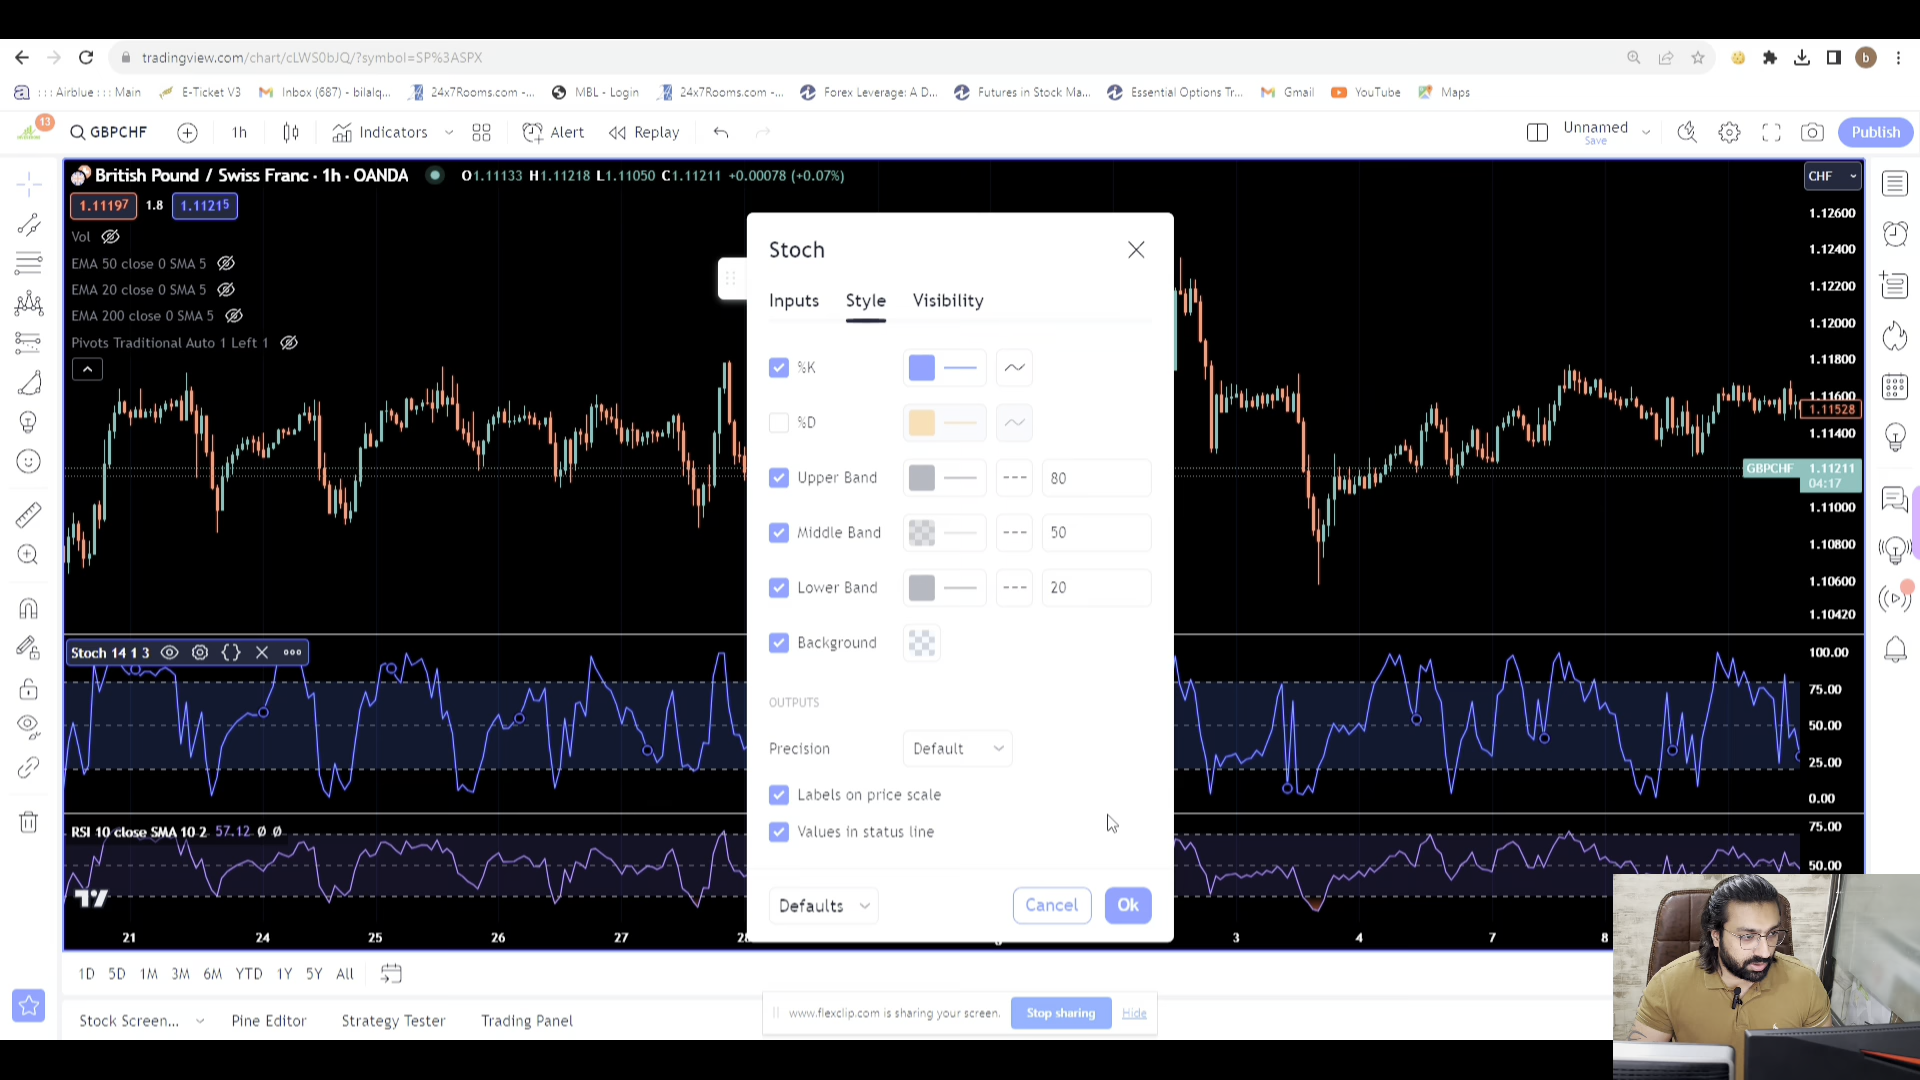 tradingview.com/chart/cLWS0bJQ/?symbol=SP%3ASPX
b
::: Airblue ::: Main
E-Ticket V3
Inbox (687) - bilalq...
24x7Rooms.com -...
MBL - Login
24x7Rooms.com -...
Forex Leverage: A D...
Futures in Stock Ma...
Essential Options Tr...
Gmail
YouTube
Maps
13
GBPCHF
1h
Indicators
Alert
Replay
Unnamed
Save
Publish
British Pound / Swiss Franc · 1h · OANDA
O1.11133 H1.11218 L1.11050 C1.11211 +0.00078 (+0.07%)
CHF
1.11197 1.8 1.11215
Vol
EMA 50 close 0 SMA 5
EMA 20 close 0 SMA 5
EMA 200 close 0 SMA 5
Pivots Traditional Auto 1 Left 1
1.12600
1.12400
1.12200
1.12000
1.11800
1.11600
1.11528
1.11400
GBPCHF 1.11211
04:17
1.11000
1.10800
1.10600
1.10420
Stoch
Inputs Style Visibility
%K
%D
Upper Band 80
Middle Band 50
Lower Band 20
Background
OUTPUTS
Precision Default
Labels on price scale
Values in status line
Defaults Cancel Ok
Stoch 14 1 3
100.00
75.00
50.00
25.00
0.00
RSI 10 close SMA 10 2 57.12 Ø Ø
75.00
50.00
21 24 25 26 27 3 4 7 8
1D 5D 1M 3M 6M YTD 1Y 5Y All
www.flexclip.com is sharing your screen. Stop sharing Hide
Stock Screen... Pine Editor Strategy Tester Trading Panel